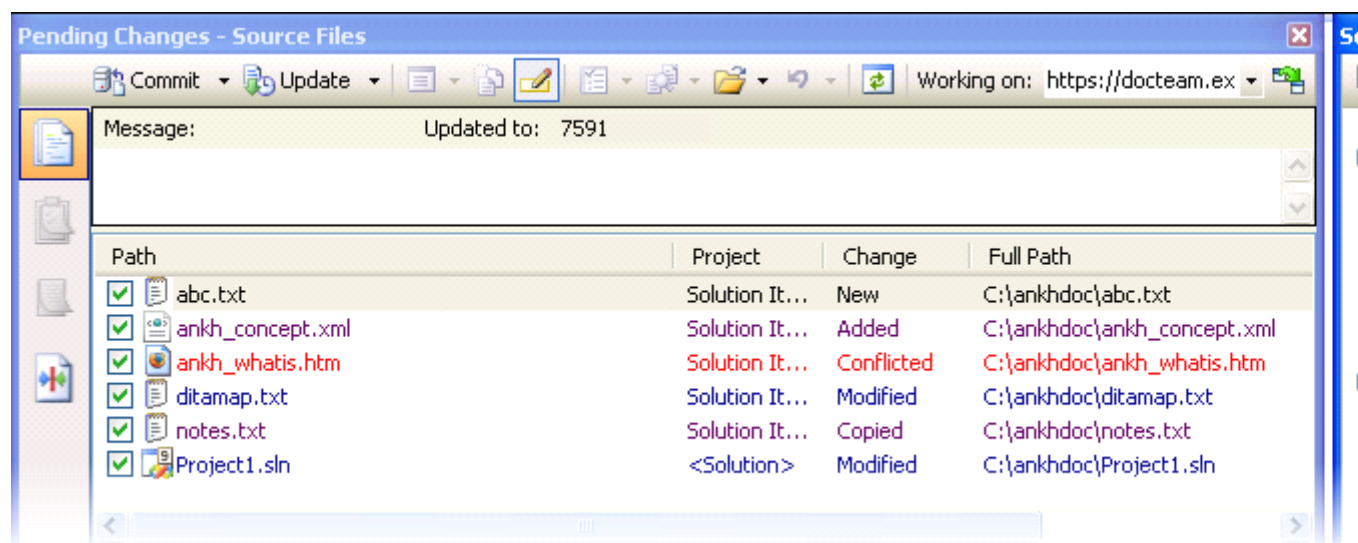 Pending Changes - Source Files
Commit Update Working on: https://docteam.ex
Message: Updated to: 7591
Path Project Change Full Path
abc.txt Solution It... New C:\ankhdoc\abc.txt
ankh_concept.xml Solution It... Added C:\ankhdoc\ankh_concept.xml
ankh_whatis.htm Solution It... Conflicted C:\ankhdoc\ankh_whatis.htm
ditamap.txt Solution It... Modified C:\ankhdoc\ditamap.txt
notes.txt Solution It... Copied C:\ankhdoc\notes.txt
Project1.sln <Solution> Modified C:\ankhdoc\Project1.sln